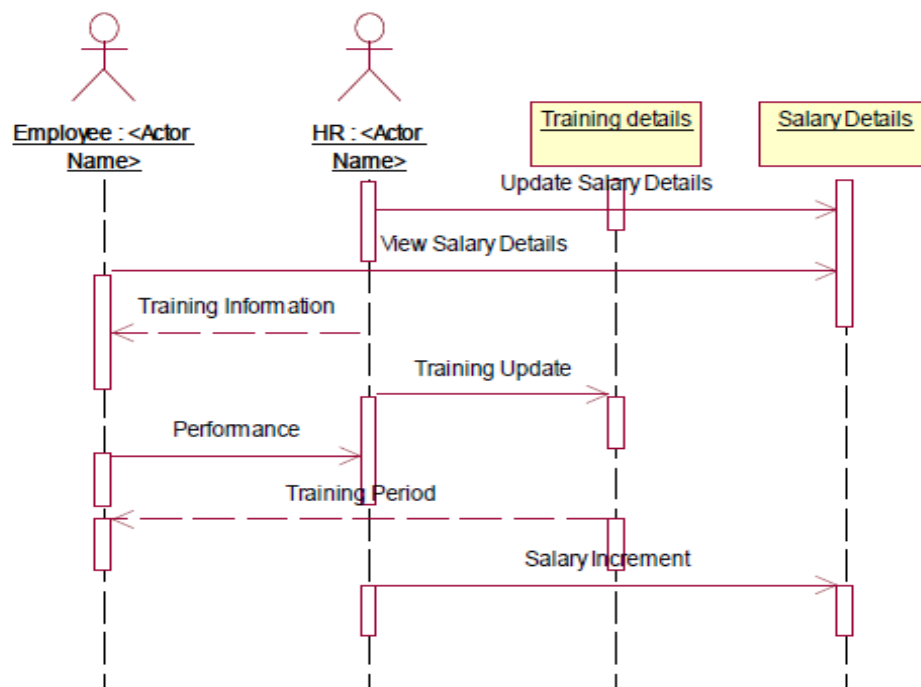 Employee : <Actor
Name>
HR : <Actor
Name>
Training details
Salary Details
Update Salary Details
View Salary Details
Training Information
Training Update
Performance
Training Period
Salary Increment